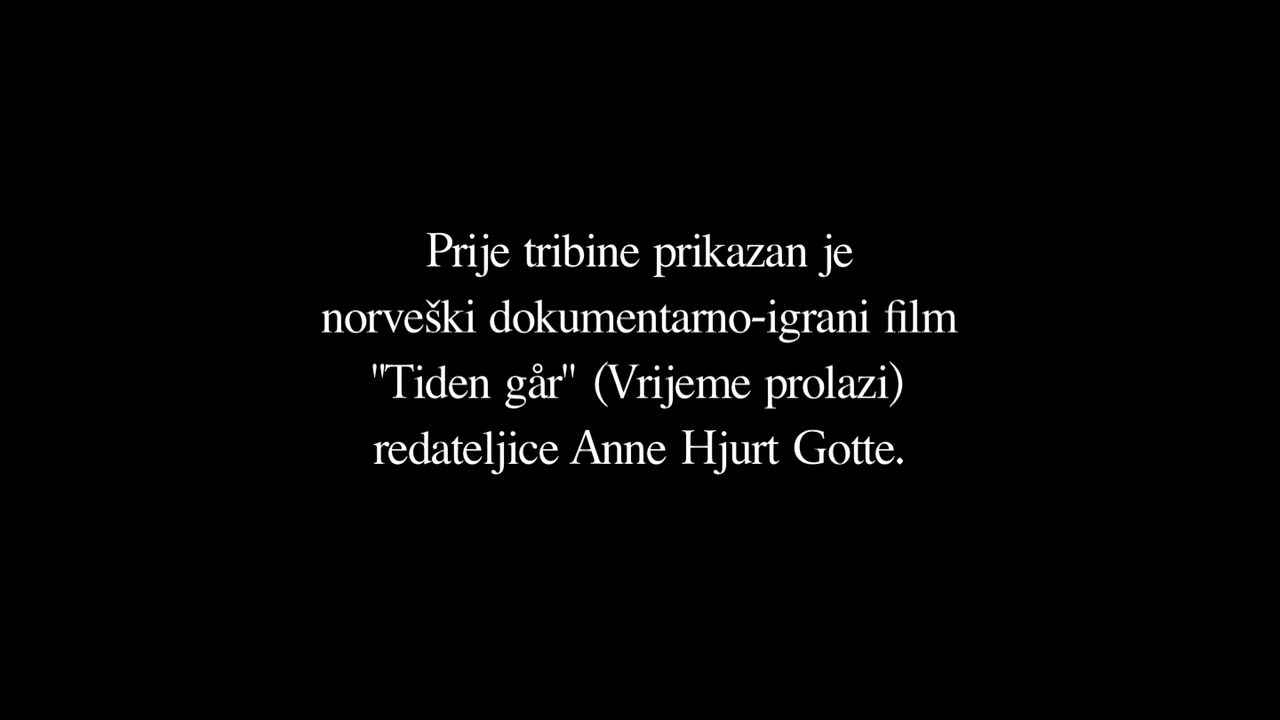 Prije tribine prikazan je
norveški dokumentarno-igrani film
"Tiden går" (Vrijeme prolazi)
redateljice Anne Hjurt Gotte.